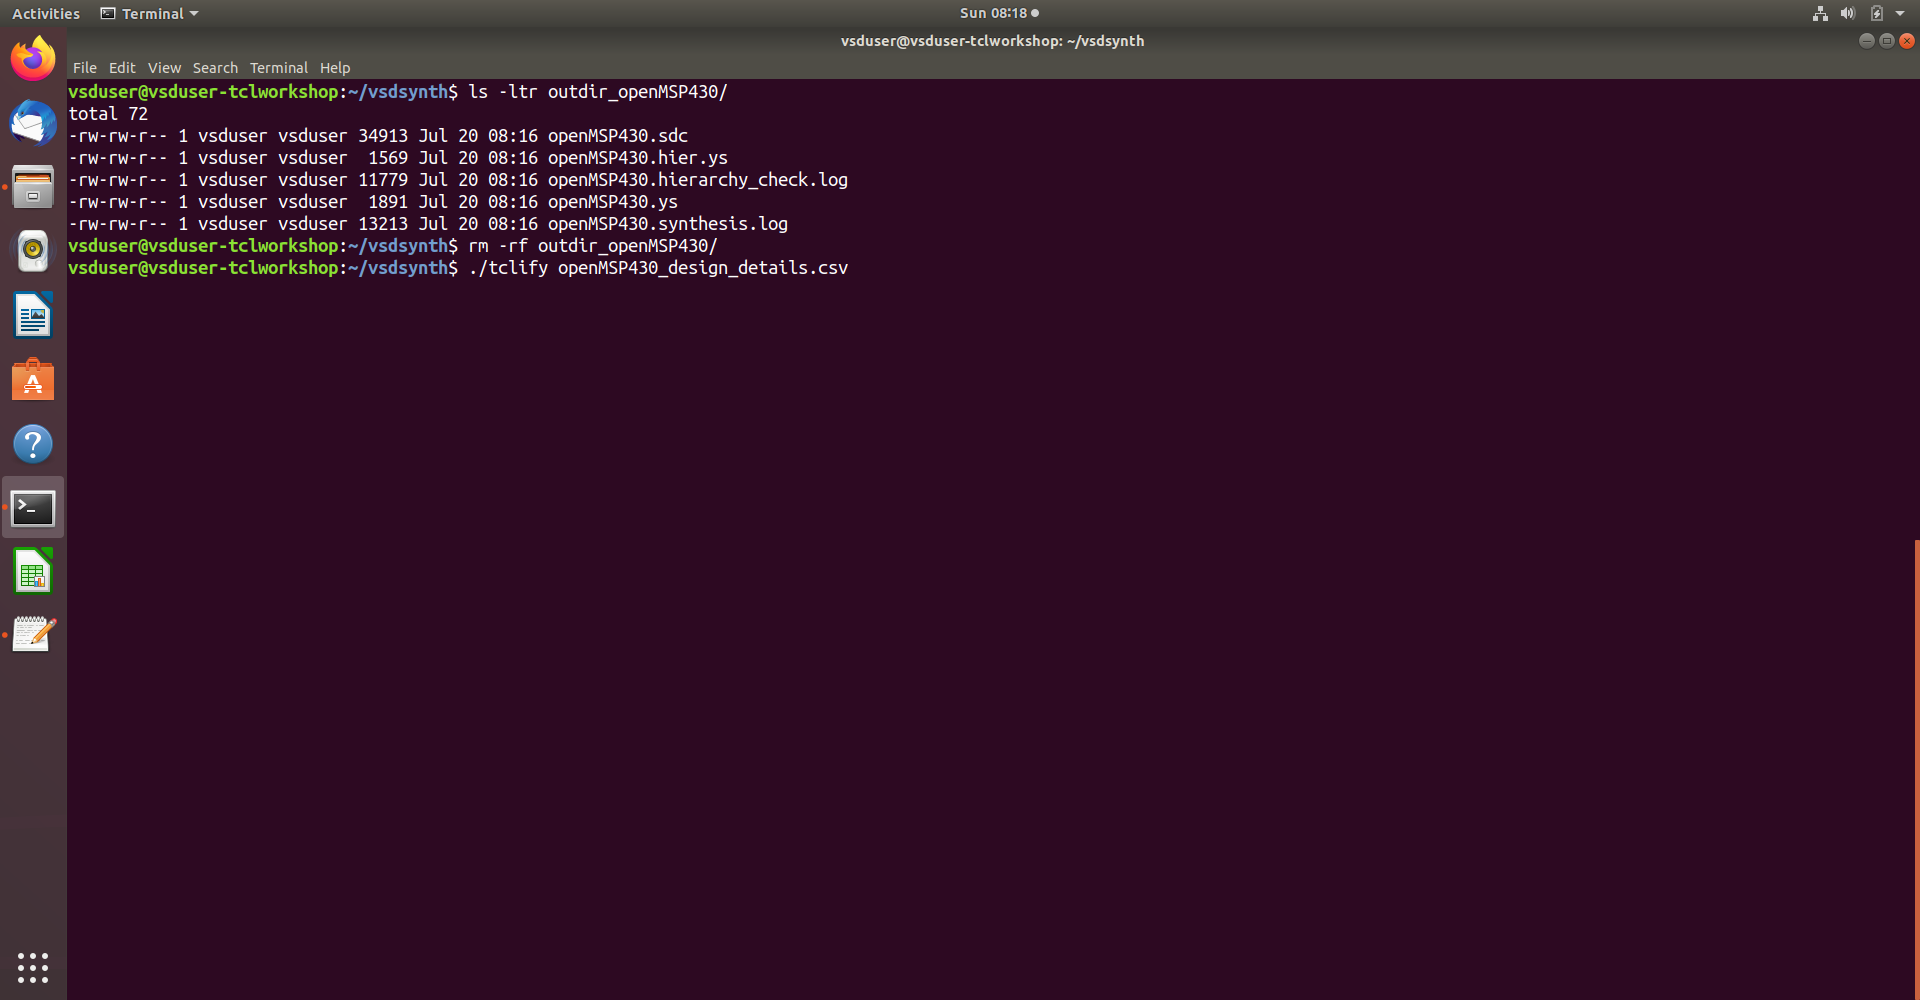 Activities Terminal Sun 08:18
vsduser@vsduser-tclworkshop: ~/vsdsynth
File Edit View Search Terminal Help
vsduser@vsduser-tclworkshop:~/vsdsynth$ ls -ltr outdir_openMSP430/
total 72
-rw-rw-r-- 1 vsduser vsduser 34913 Jul 20 08:16 openMSP430.sdc
-rw-rw-r-- 1 vsduser vsduser  1569 Jul 20 08:16 openMSP430.hier.ys
-rw-rw-r-- 1 vsduser vsduser 11779 Jul 20 08:16 openMSP430.hierarchy_check.log
-rw-rw-r-- 1 vsduser vsduser  1891 Jul 20 08:16 openMSP430.ys
-rw-rw-r-- 1 vsduser vsduser 13213 Jul 20 08:16 openMSP430.synthesis.log
vsduser@vsduser-tclworkshop:~/vsdsynth$ rm -rf outdir_openMSP430/
vsduser@vsduser-tclworkshop:~/vsdsynth$ ./tclify openMSP430_design_details.csv